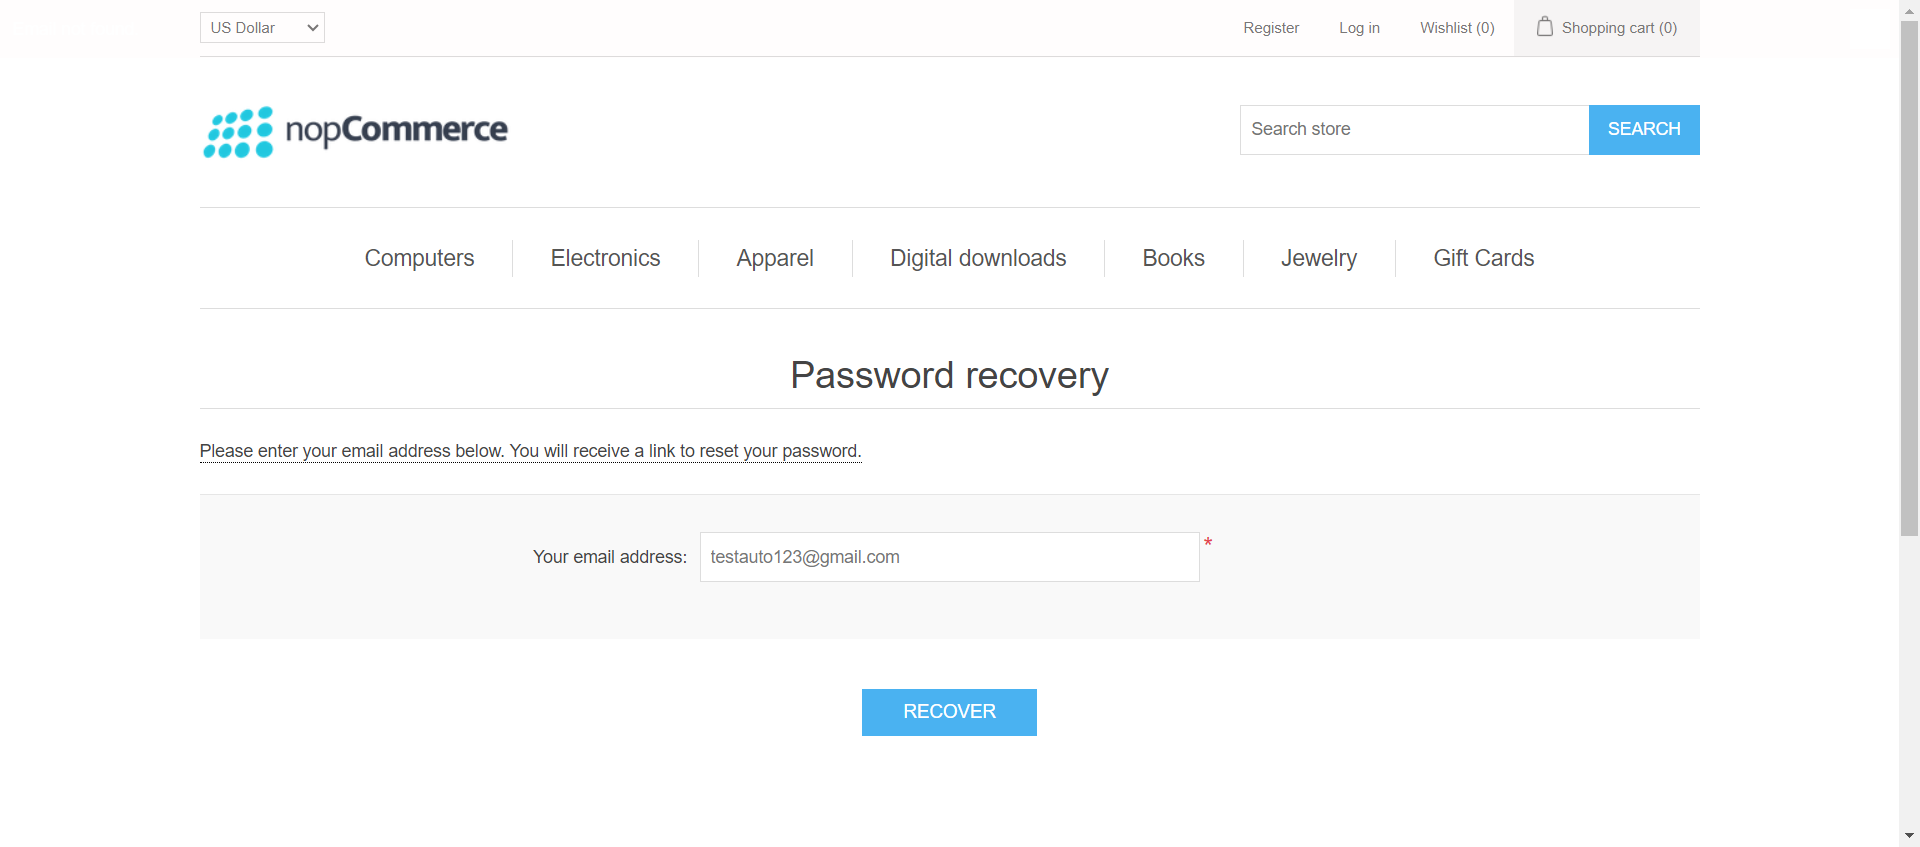 US Dollar
Register
Log in
Wishlist (0)
Shopping cart (0)
nopCommerce
Search store
SEARCH
Computers
Electronics
Apparel
Digital downloads
Books
Jewelry
Gift Cards
Password recovery
Please enter your email address below. You will receive a link to reset your password.
Your email address:
testauto123@gmail.com
*
RECOVER